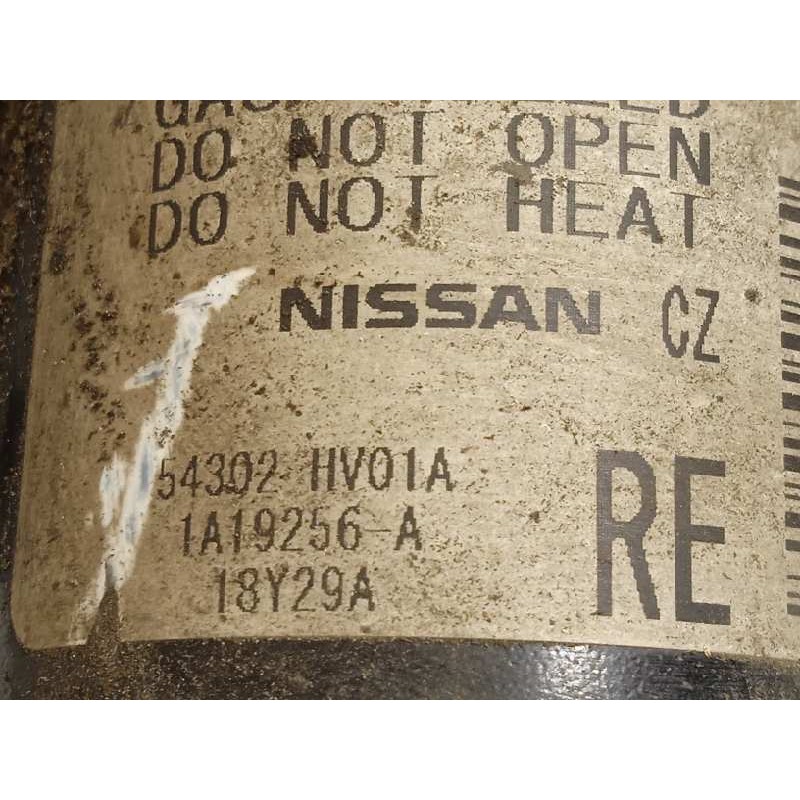 DO NOT OPEN
DO NOT HEAT
NISSAN CZ
54302 HV01A
1A19256-A
18Y29A
RE